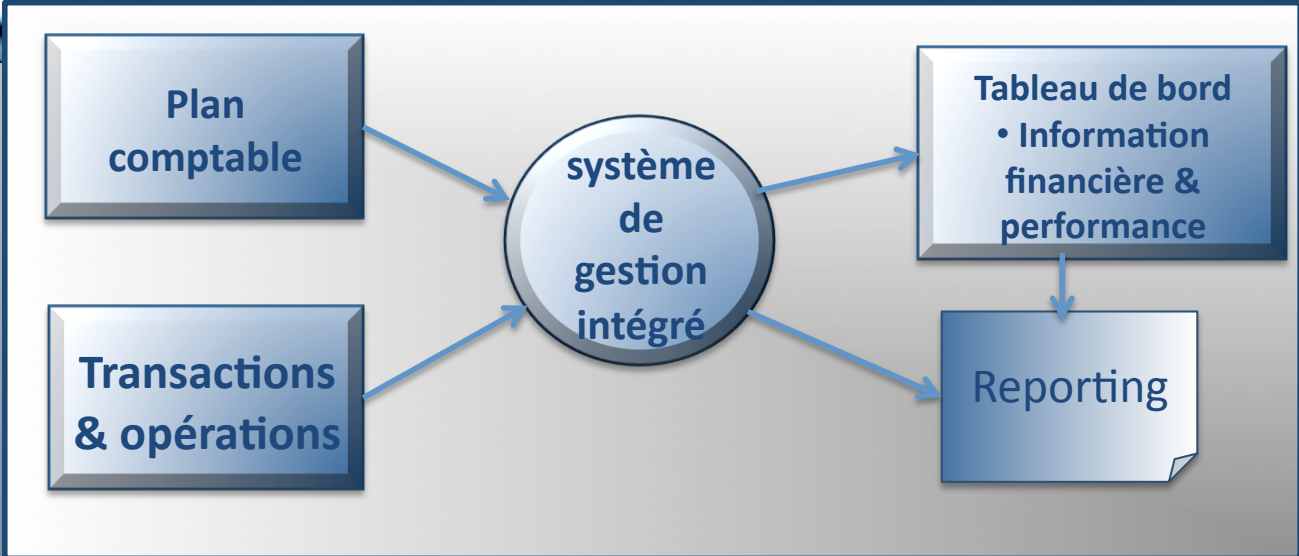 Plan
comptable
Transactions
& opérations
système
de
gestion
intégré
Tableau de bord
• Information
financière &
performance
Reporting